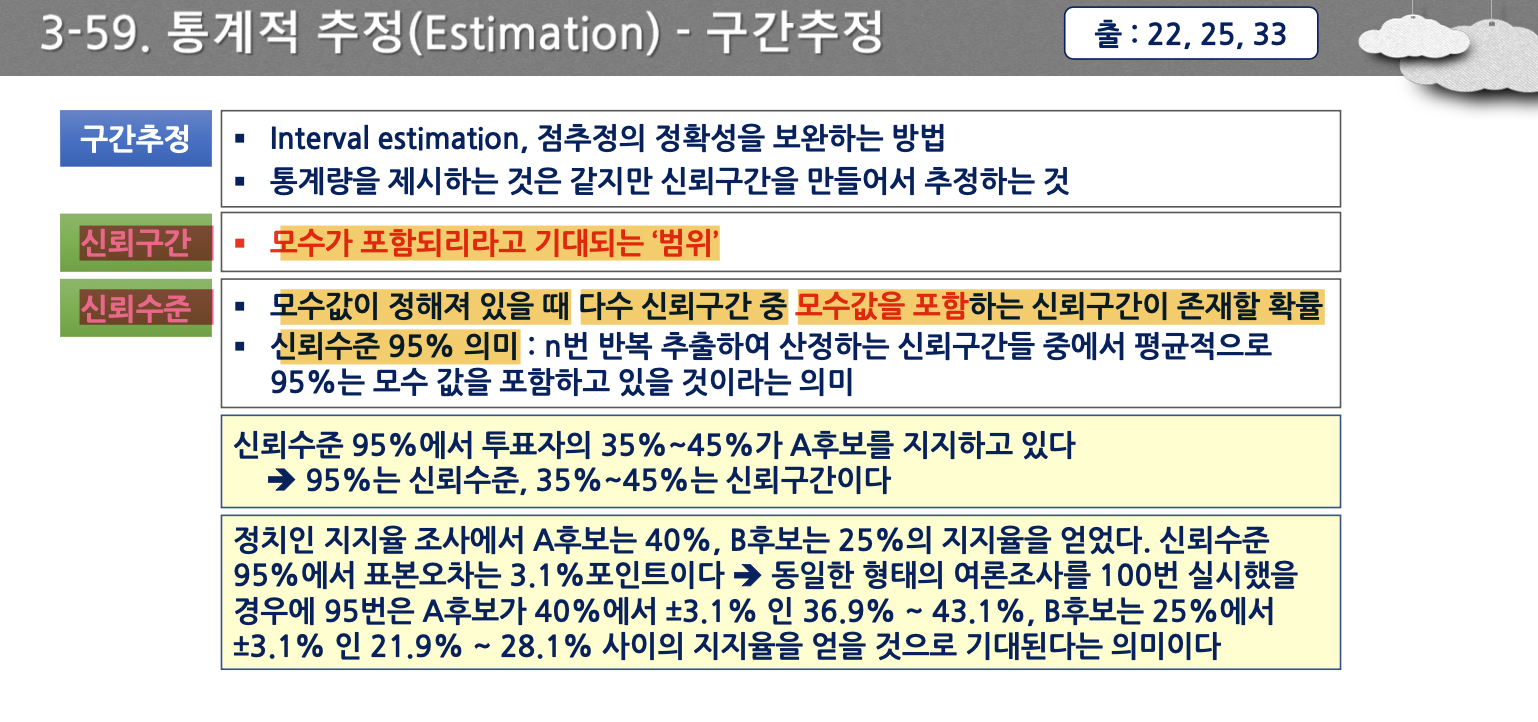 3-59. 통계적 추정(Estimation) - 구간추정
출 : 22, 25, 33
구간추정
▪ Interval estimation, 점추정의 정확성을 보완하는 방법
▪ 통계량을 제시하는 것은 같지만 신뢰구간을 만들어서 추정하는 것
신뢰구간
▪ 모수가 포함되리라고 기대되는 ‘범위’
신뢰수준
▪ 모수값이 정해져 있을 때 다수 신뢰구간 중 모수값을 포함하는 신뢰구간이 존재할 확률
▪ 신뢰수준 95% 의미 : n번 반복 추출하여 산정하는 신뢰구간들 중에서 평균적으로
95%는 모수 값을 포함하고 있을 것이라는 의미
신뢰수준 95%에서 투표자의 35%~45%가 A후보를 지지하고 있다
➔ 95%는 신뢰수준, 35%~45%는 신뢰구간이다
정치인 지지율 조사에서 A후보는 40%, B후보는 25%의 지지율을 얻었다. 신뢰수준
95%에서 표본오차는 3.1%포인트이다 ➔ 동일한 형태의 여론조사를 100번 실시했을
경우에 95번은 A후보가 40%에서 ±3.1% 인 36.9% ~ 43.1%, B후보는 25%에서
±3.1% 인 21.9% ~ 28.1% 사이의 지지율을 얻을 것으로 기대된다는 의미이다